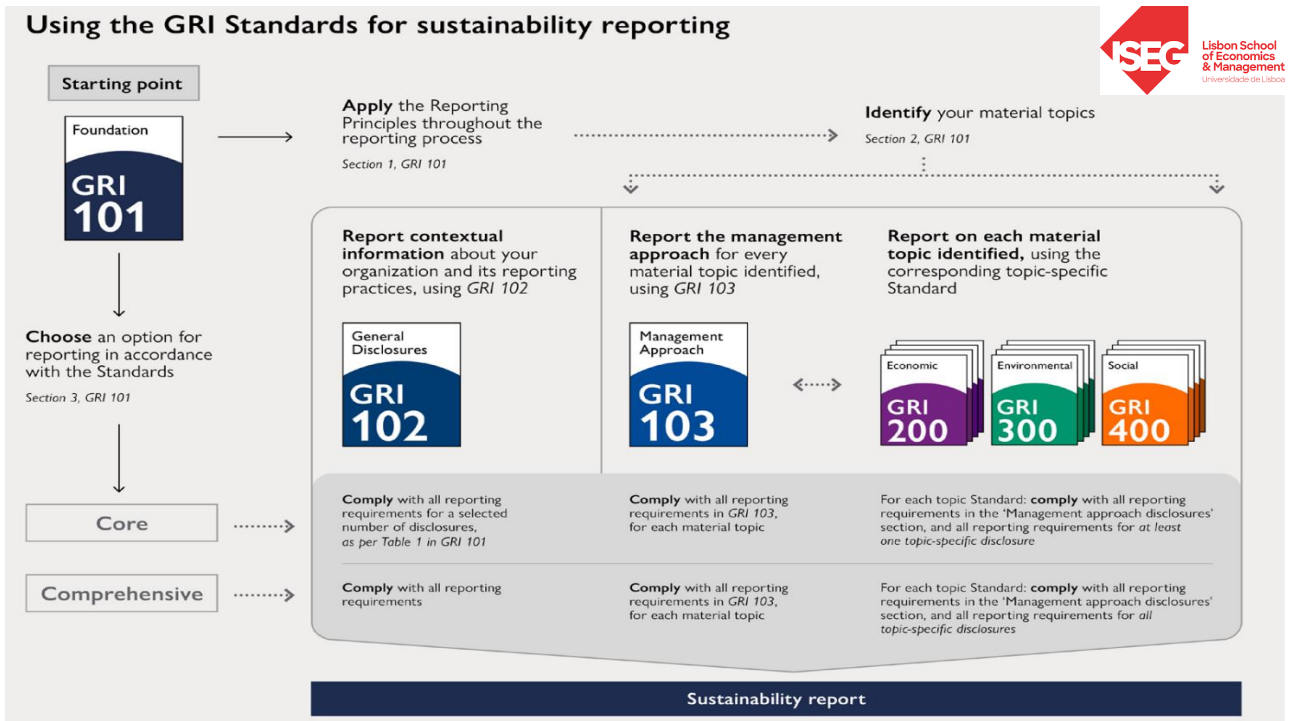 Using the GRI Standards for sustainability reporting
ISEG
Lisbon School
of Economics
& Management
Universidade de Lisboa
Starting point
Foundation
GRI
101
Apply the Reporting
Principles throughout the
reporting process
Section 1, GRI 101
Identify your material topics
Section 2, GRI 101
Choose an option for
reporting in accordance
with the Standards
Section 3, GRI 101
Report contextual
information about your
organization and its reporting
practices, using GRI 102
General
Disclosures
GRI
102
Report the management
approach for every
material topic identified,
using GRI 103
Management
Approach
GRI
103
Report on each material
topic identified, using the
corresponding topic-specific
Standard
Economic
GRI
200
Environmental
GRI
300
Social
GRI
400
Core
Comply with all reporting
requirements for a selected
number of disclosures,
as per Table 1 in GRI 101
Comply with all reporting
requirements in GRI 103,
for each material topic
For each topic Standard: comply with all reporting
requirements in the ‘Management approach disclosures’
section, and all reporting requirements for at least
one topic-specific disclosure
Comprehensive
Comply with all reporting
requirements
Comply with all reporting
requirements in GRI 103,
for each material topic
For each topic Standard: comply with all reporting
requirements in the ‘Management approach disclosures’
section, and all reporting requirements for all
topic-specific disclosures
Sustainability report